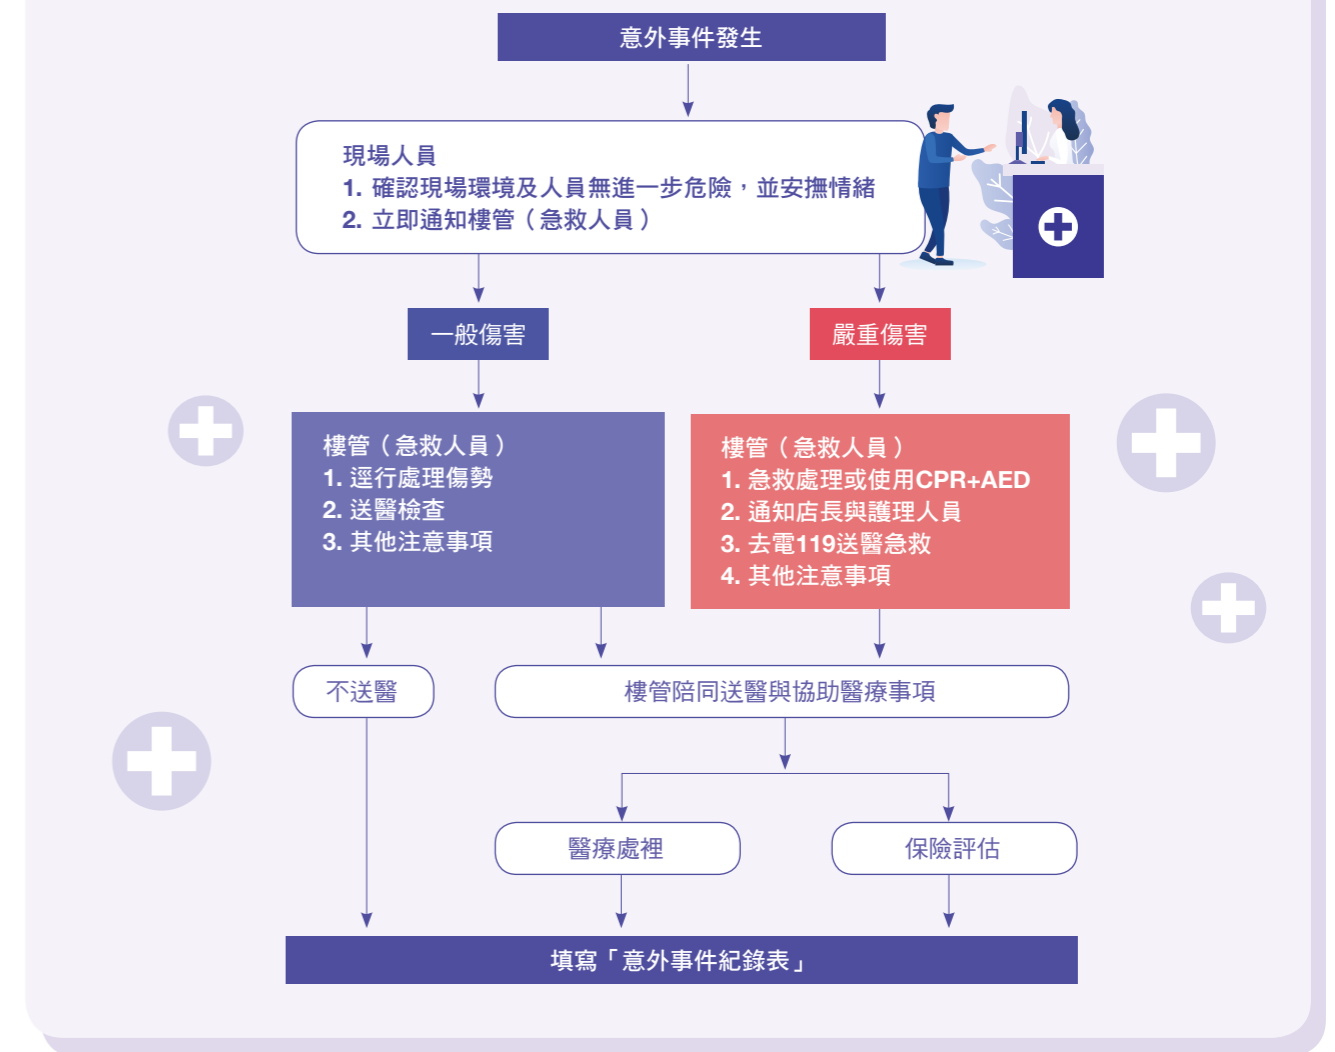 意外事件發生
現場人員
1. 確認現場環境及人員無進一步危險，並安撫情緒
2. 立即通知樓管（急救人員）
一般傷害
嚴重傷害
樓管（急救人員）
1. 逕行處理傷勢
2. 送醫檢查
3. 其他注意事項
樓管（急救人員）
1. 急救處理或使用CPR+AED
2. 通知店長與護理人員
3. 去電119送醫急救
4. 其他注意事項
不送醫
樓管陪同送醫與協助醫療事項
醫療處裡
保險評估
填寫「意外事件紀錄表」